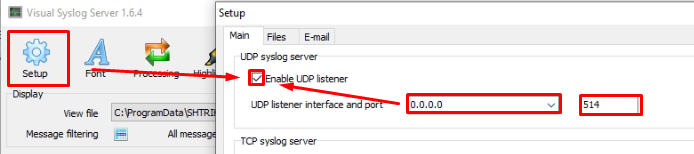 Visual Syslog Server 1.6.4
Setup
Font
Processing
Highli
Display
View file
C:\ProgramData\SHTRI
Message filtering
All message
Setup
Main
Files
E-mail
UDP syslog server
Enable UDP listener
UDP listener interface and port
0.0.0.0
514
TCP syslog server